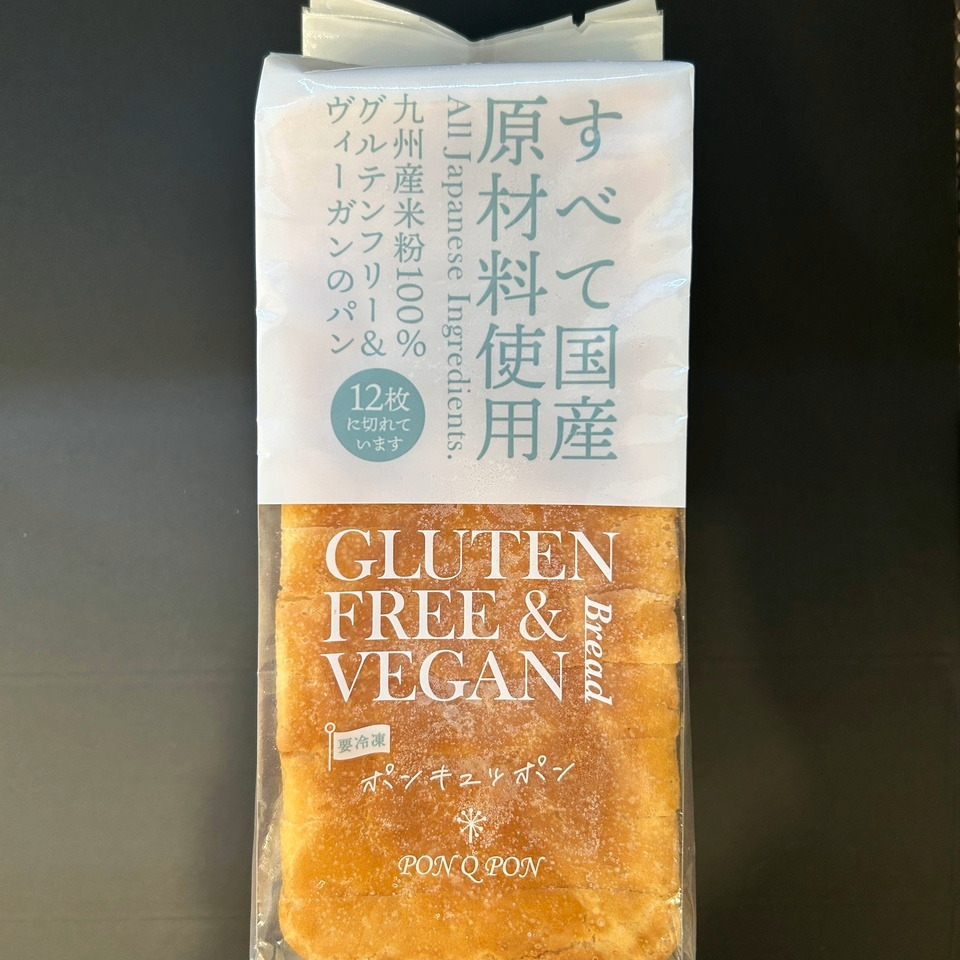 すべて国産
原材料使用
All Japanese Ingredients.
九州産米粉100%
グルテンフリー&
ヴィーガンのパン
12枚
に切れて
います
GLUTEN
FREE &
VEGAN
Bread
要冷凍
ポンキュッポン
PON Q PON